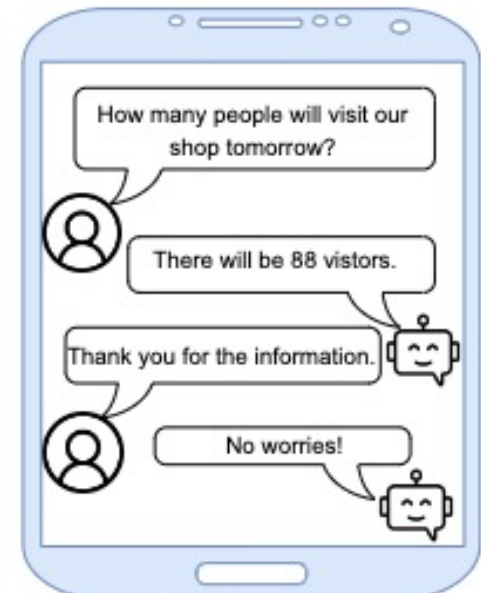 How many people will visit our
shop tomorrow?
There will be 88 vistors.
Thank you for the information.
No worries!